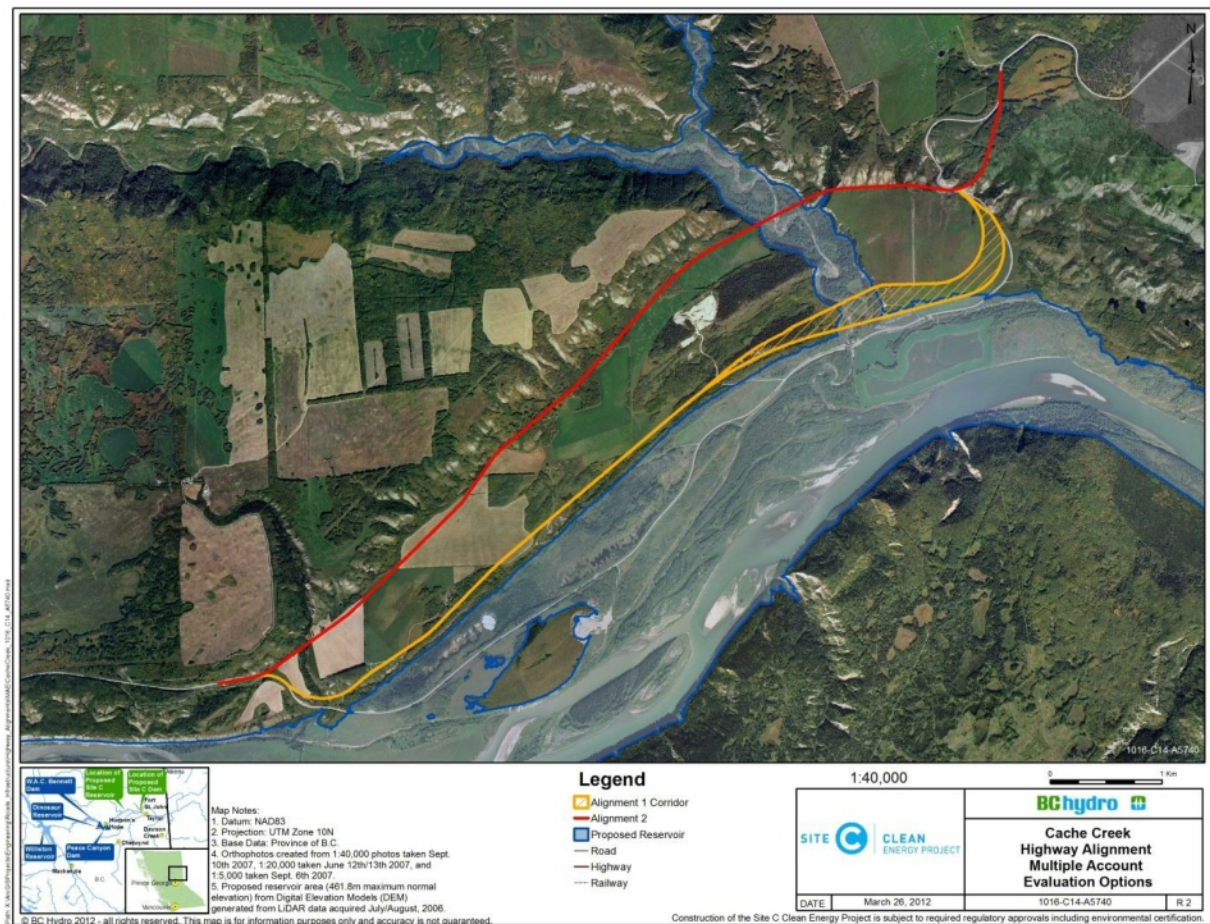 N
1016-C14-A5740
W.A.C. Bennett
Dam
Location of
Proposed
Site C
Reservoir
Location of
Proposed
Site C Dam
Dinosaur
Reservoir
Fort
St. John
Taylor
Hudson's
Hope
Dawson
Creek
Chetwynd
Williston
Reservoir
Peace Canyon
Dam
Mackenzie
B.C.
Prince George
Vancouver
Map Notes:
1. Datum: NAD83
2. Projection: UTM Zone 10N
3. Base Data: Province of B.C.
4. Orthophotos created from 1:40,000 photos taken Sept.
10th 2007, 1:20,000 taken June 12th/13th 2007, and
1:5,000 taken Sept. 6th 2007.
5. Proposed reservoir area (461.8m maximum normal
elevation) from Digital Elevation Models (DEM)
generated from LiDAR data acquired July/August, 2006.
© BC Hydro 2012 - all rights reserved. This map is for information purposes only and accuracy is not guaranteed.
Legend
Alignment 1 Corridor
Alignment 2
Proposed Reservoir
Road
Highway
Railway
1:40,000
0 1 Km
SITE C CLEAN
ENERGY PROJECT
BC hydro
Cache Creek
Highway Alignment
Multiple Account
Evaluation Options
DATE March 26, 2012 1016-C14-A5740 R 2
Construction of the Site C Clean Energy Project is subject to required regulatory approvals including environmental certification.